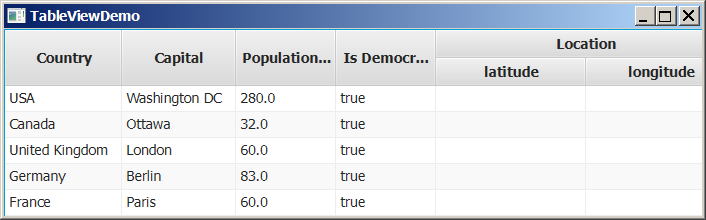 TableViewDemo
Country Capital Population... Is Democr... Location
latitude longitude
USA Washington DC 280.0 true
Canada Ottawa 32.0 true
United Kingdom London 60.0 true
Germany Berlin 83.0 true
France Paris 60.0 true